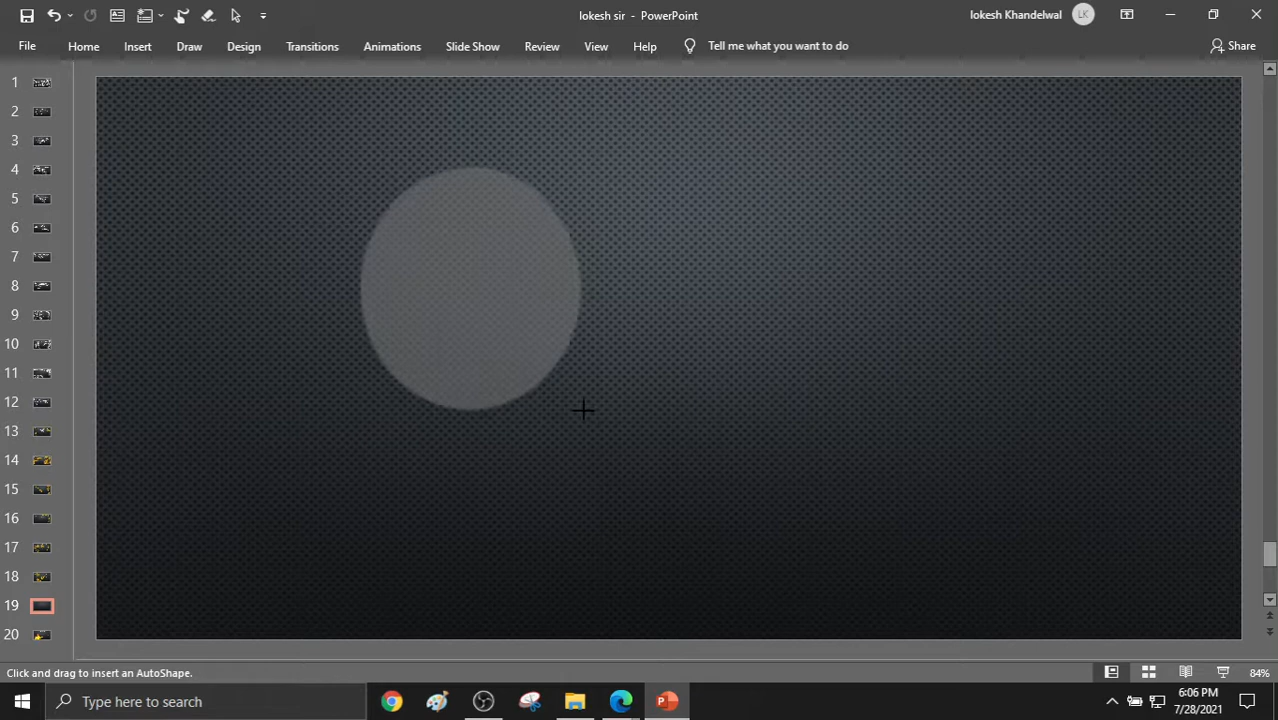 lokesh sir - PowerPoint
lokesh Khandelwal
LK
File
Home
Insert
Draw
Design
Transitions
Animations
Slide Show
Review
View
Help
Tell me what you want to do
Share
1
2
3
4
5
6
7
8
9
10
11
12
13
14
15
16
17
18
19
20
Click and drag to insert an AutoShape.
84%
Type here to search
6:06 PM
7/28/2021